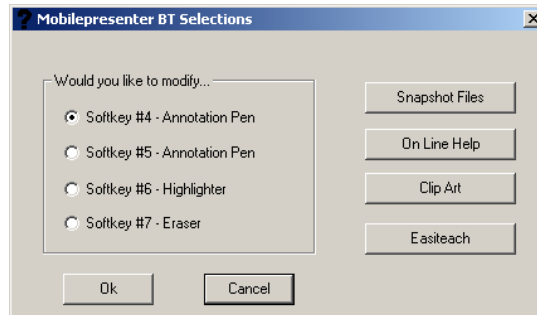 Mobilepresenter BT Selections
Would you like to modify...
Softkey #4 - Annotation Pen
Softkey #5 - Annotation Pen
Softkey #6 - Highlighter
Softkey #7 - Eraser
Snapshot Files
On Line Help
Clip Art
Easiteach
Ok
Cancel